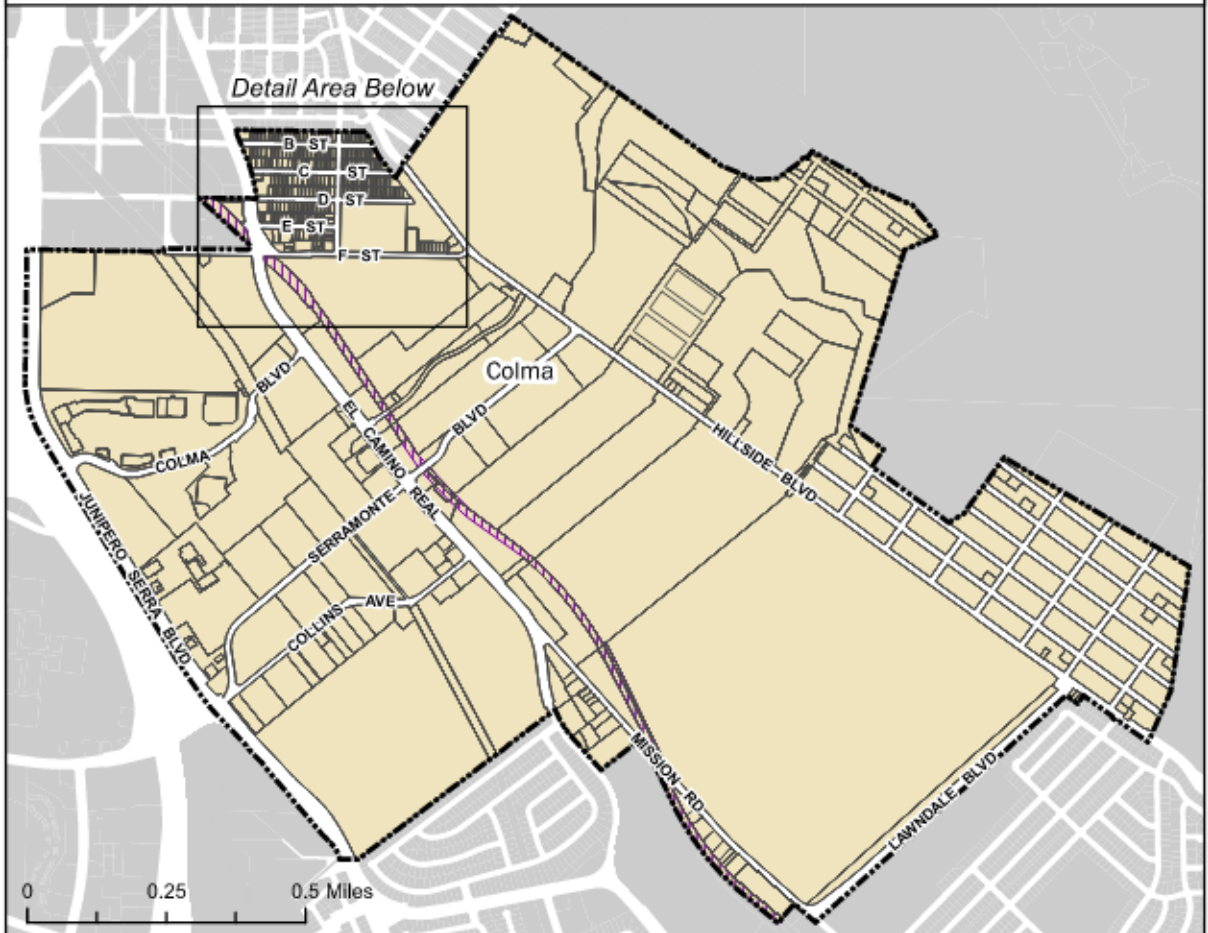 Detail Area Below
B ST
C ST
D ST
E ST
F ST
Colma
COLMA BLVD
EL CAMINO REAL
SERRAMONTE BLVD
HILLSIDE BLVD
JUNIPERO SERRA BLVD
COLLINS AVE
MISSION RD
LAWNDALE BLVD
0 0.25 0.5 Miles